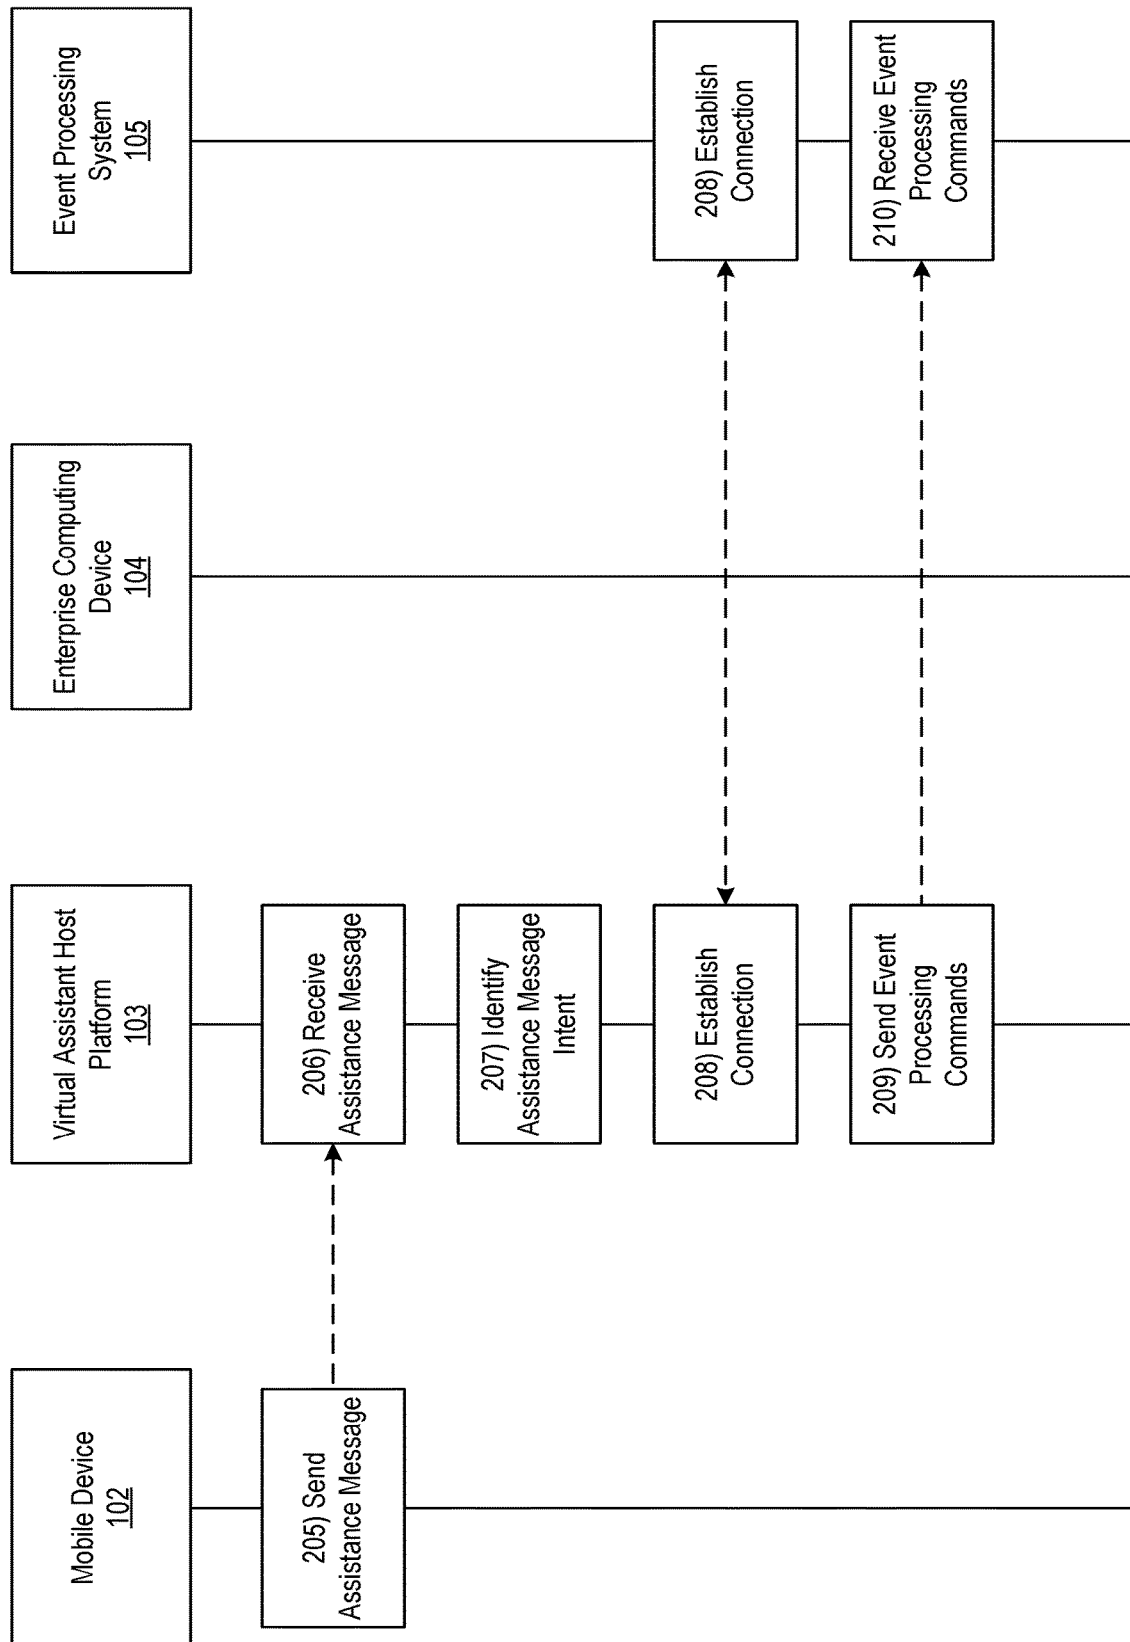 Mobile Device
102
Virtual Assistant Host
Platform
103
Enterprise Computing
Device
104
Event Processing
System
105
205) Send
Assistance Message
206) Receive
Assistance Message
207) Identify
Assistance Message
Intent
208) Establish
Connection
208) Establish
Connection
209) Send Event
Processing
Commands
210) Receive Event
Processing
Commands